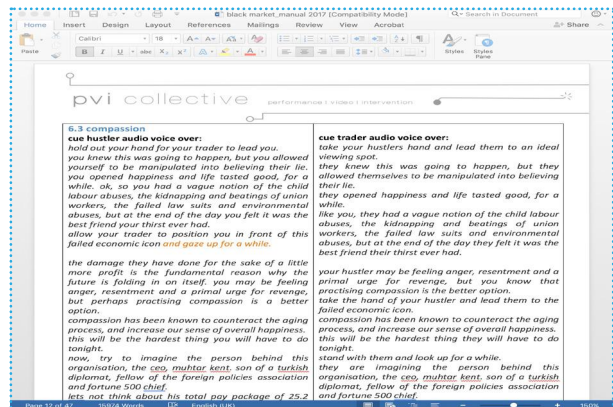 black market_manual 2017 [Compatibility Mode]
Search in Document
Home Insert Design Layout References Mailings Review View Acrobat
Share
Calibri 18
Paste
Styles Styles Pane
pvi collective performance | video | intervention
6.3 compassion
cue hustler audio voice over:
hold out your hand for your trader to lead you.
you knew this was going to happen, but you allowed
yourself to be manipulated into believing their lie.
you opened happiness and life tasted good, for a
while. ok, so you had a vague notion of the child
labour abuses, the kidnapping and beatings of union
workers, the failed law suits and environmental
abuses, but at the end of the day you felt it was the
best friend your thirst ever had.
allow your trader to position you in front of this
failed economic icon and gaze up for a while.
the damage they have done for the sake of a little
more profit is the fundamental reason why the
future is folding in on itself. you may be feeling
anger, resentment and a primal urge for revenge,
but perhaps practising compassion is a better
option.
compassion has been known to counteract the aging
process, and increase our sense of overall happiness.
this will be the hardest thing you will have to do
tonight.
now, try to imagine the person behind this
organisation, the ceo, muhtar kent. son of a turkish
diplomat, fellow of the foreign policies association
and fortune 500 chief.
lets not think about his total pay package of 25.2
cue trader audio voice over:
take your hustlers hand and lead them to an ideal
viewing spot.
they knew this was going to happen, but they
allowed themselves to be manipulated into believing
their lie.
they opened happiness and life tasted good, for a
while.
like you, they had a vague notion of the child labour
abuses, the kidnapping and beatings of union
workers, the failed law suits and environmental
abuses, but at the end of the day they felt it was the
best friend their thirst ever had.
your hustler may be feeling anger, resentment and a
primal urge for revenge, but you know that
practising compassion is the better option.
take the hand of your hustler and lead them to the
failed economic icon.
compassion has been known to counteract the aging
process, and increase our sense of overall happiness.
this will be the hardest thing they will have to do
tonight.
stand with them and look up for a while.
they are imagining the person behind this
organisation, the ceo, muhtar kent. son of a turkish
diplomat, fellow of the foreign policies association
and fortune 500 chief.
Page 12 of 47 15974 Words English (UK) 150%